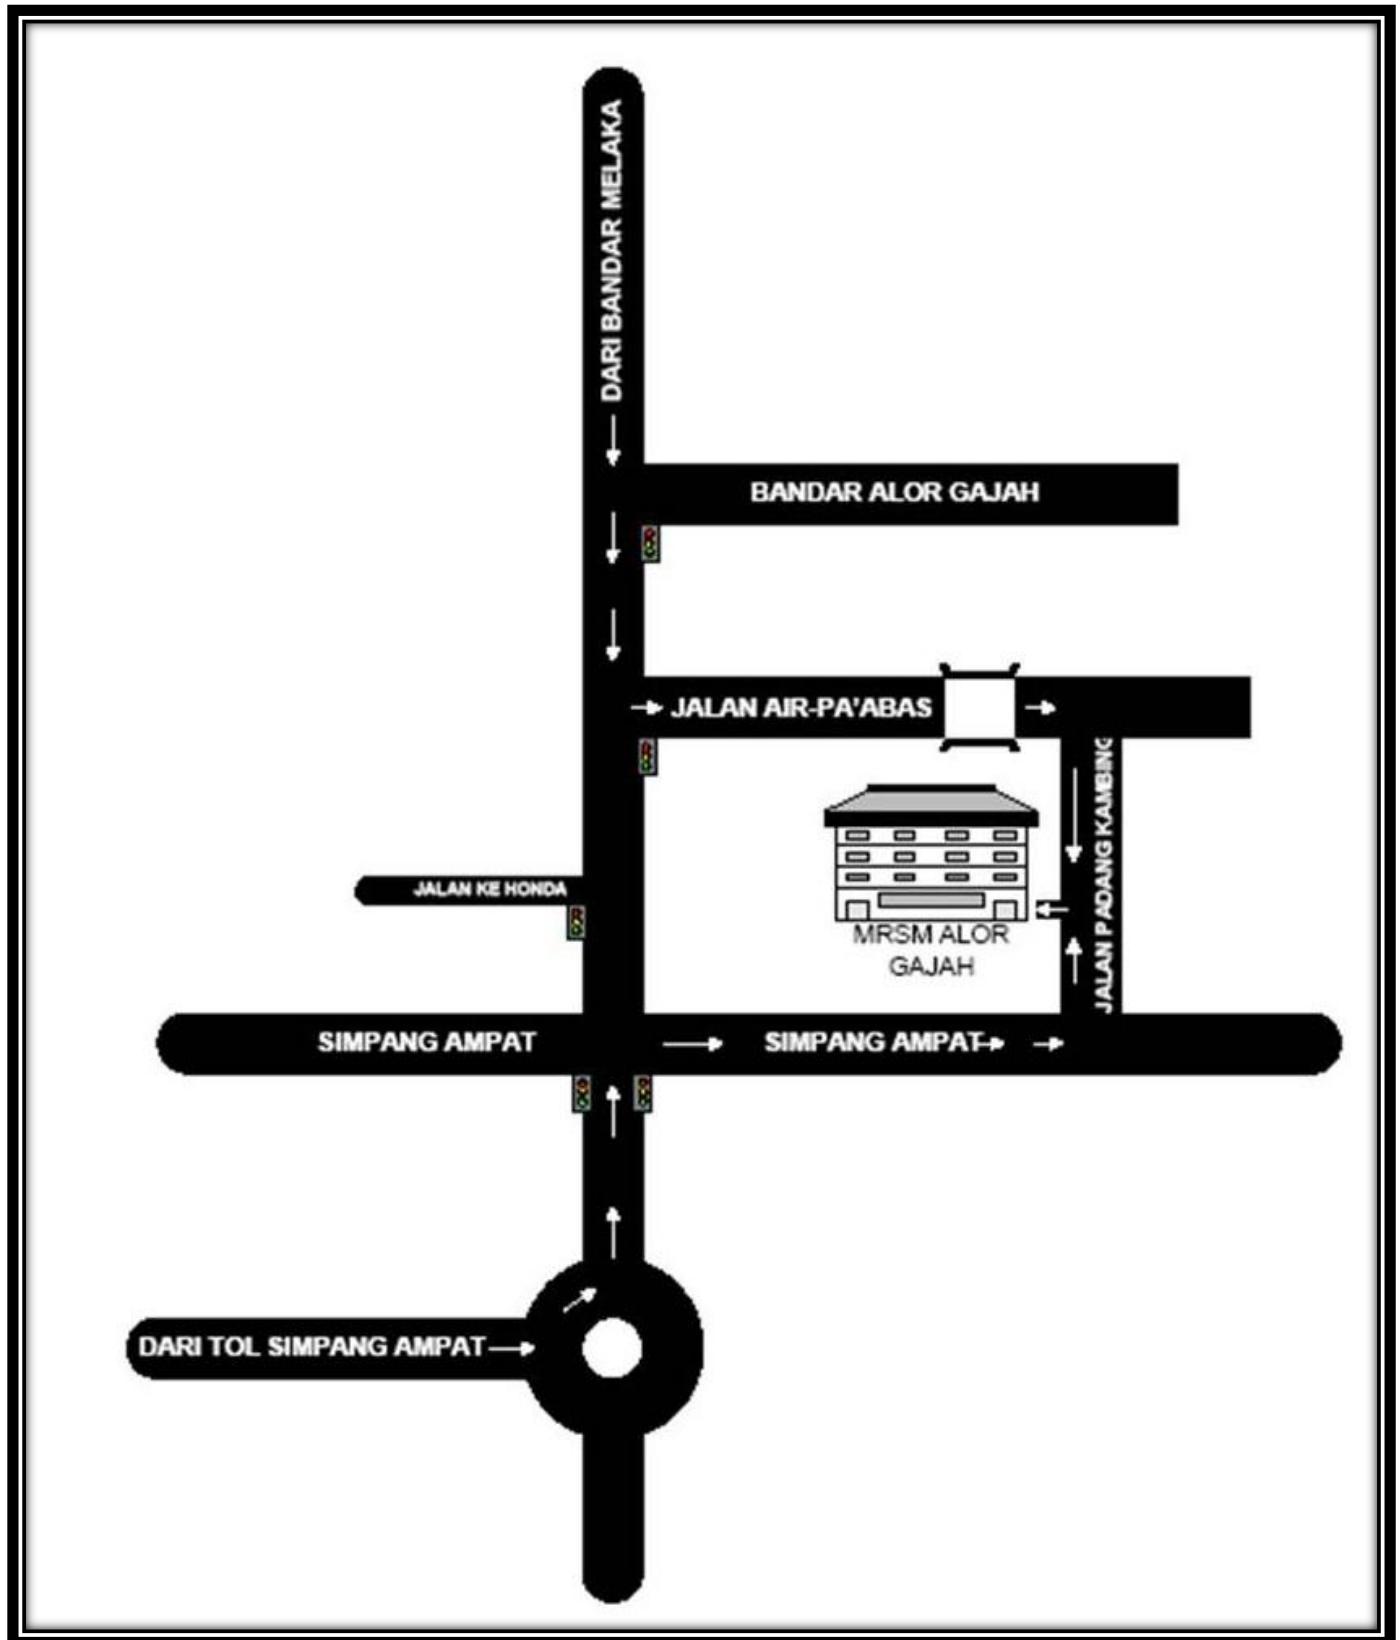 DARI BANDAR MELAKA
BANDAR ALOR GAJAH
JALAN AIR-PA'ABAS
JALAN PADANG KAMBING
JALAN KE HONDA
MRSM ALOR
GAJAH
SIMPANG AMPAT
SIMPANG AMPAT
DARI TOL SIMPANG AMPAT